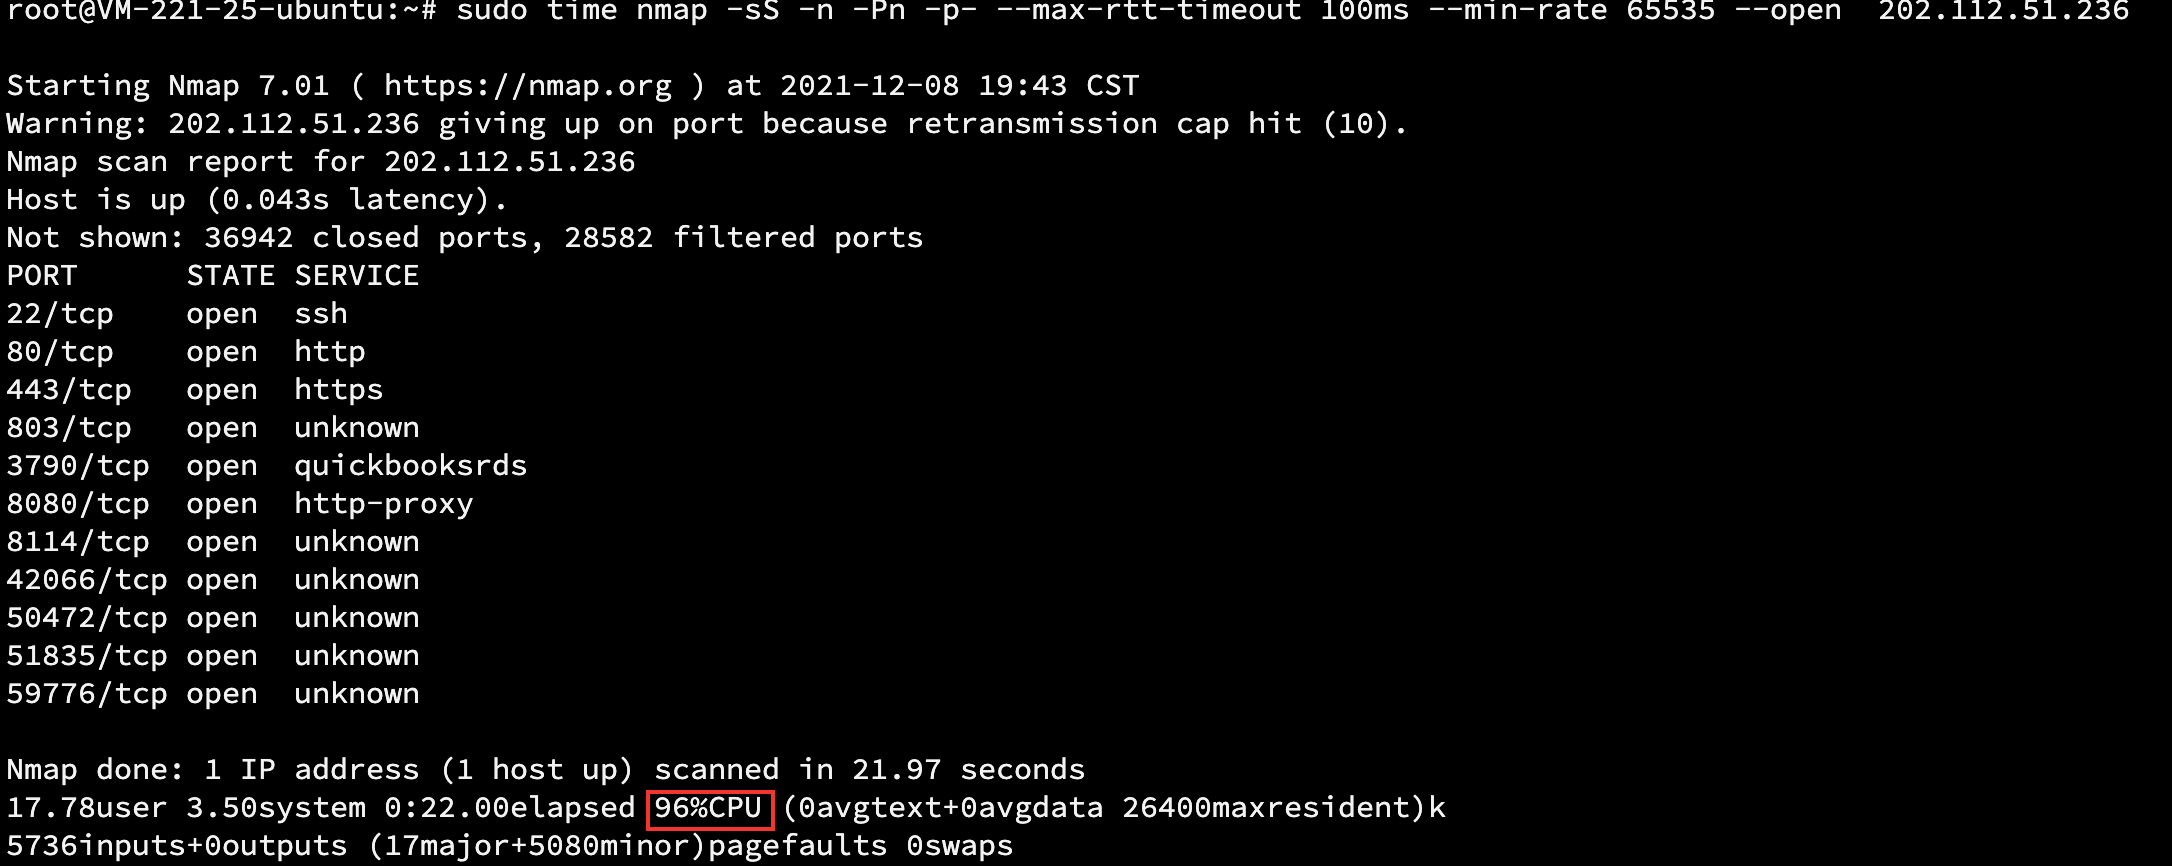 root@VM-221-25-ubuntu:~# sudo time nmap -sS -n -Pn -p- --max-rtt-timeout 100ms --min-rate 65535 --open  202.112.51.236
Starting Nmap 7.01 ( https://nmap.org ) at 2021-12-08 19:43 CST
Warning: 202.112.51.236 giving up on port because retransmission cap hit (10).
Nmap scan report for 202.112.51.236
Host is up (0.043s latency).
Not shown: 36942 closed ports, 28582 filtered ports
PORT      STATE SERVICE
22/tcp    open  ssh
80/tcp    open  http
443/tcp   open  https
803/tcp   open  unknown
3790/tcp  open  quickbooksrds
8080/tcp  open  http-proxy
8114/tcp  open  unknown
42066/tcp open  unknown
50472/tcp open  unknown
51835/tcp open  unknown
59776/tcp open  unknown
Nmap done: 1 IP address (1 host up) scanned in 21.97 seconds
17.78user 3.50system 0:22.00elapsed 96%CPU (0avgtext+0avgdata 26400maxresident)k
5736inputs+0outputs (17major+5080minor)pagefaults 0swaps